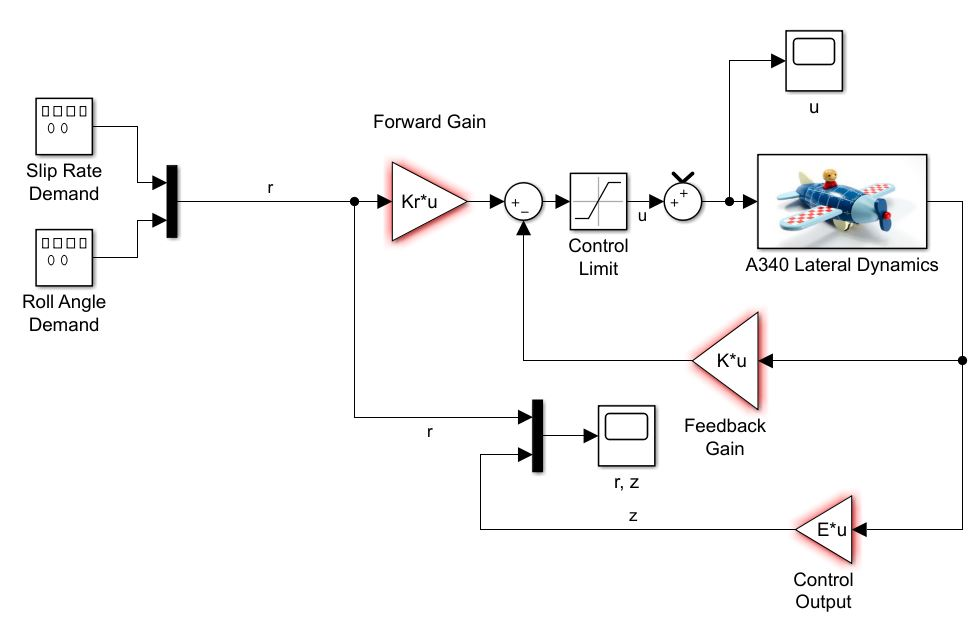 u
Forward Gain
Slip Rate
Demand
r
Kr*u
+
−
u
+
+
Control
Limit
A340 Lateral Dynamics
Roll Angle
Demand
K*u
Feedback
Gain
r
r, z
z
E*u
Control
Output